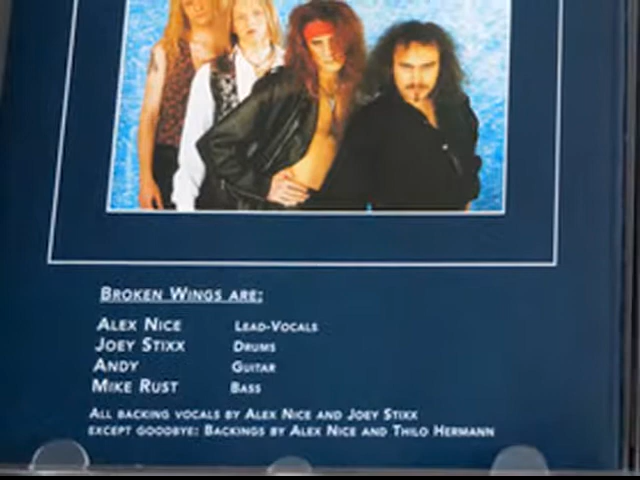 BROKEN WINGS ARE:
ALEX NICE LEAD-VOCALS
JOEY STIXX DRUMS
ANDY GUITAR
MIKE RUST BASS
ALL BACKING VOCALS BY ALEX NICE AND JOEY STIXX
EXCEPT GOODBYE: BACKINGS BY ALEX NICE AND THILO HERMANN